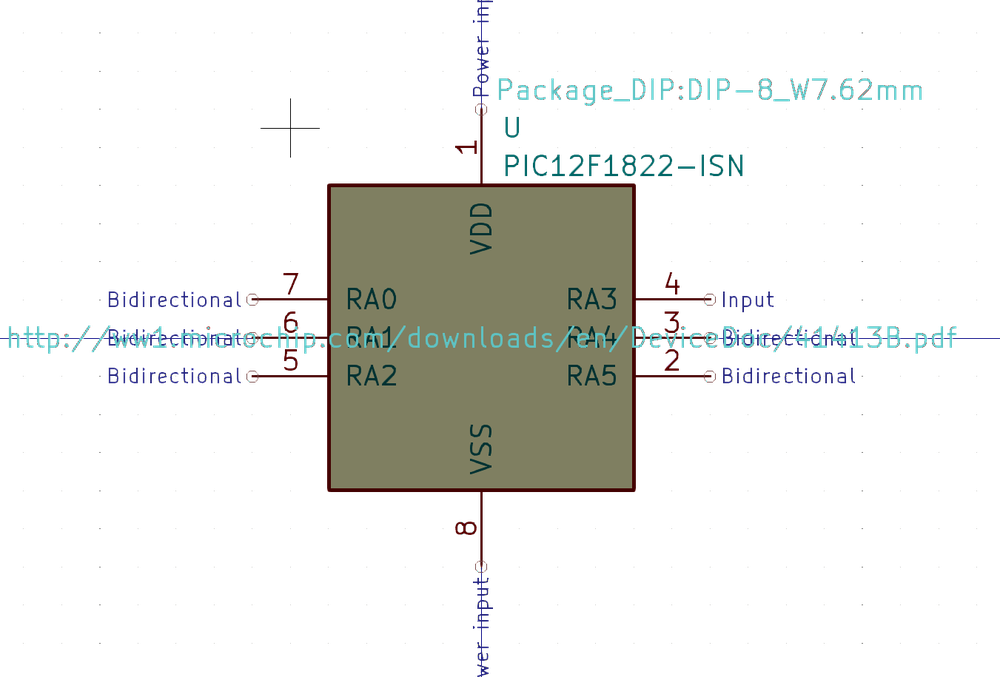 Power inp
Package_DIP:DIP-8_W7.62mm
U
1
PIC12F1822-ISN
VDD
7
4
Bidirectional
RA0
RA3
Input
6
3
Bidirectional
RA1
RA4
Bidirectional
http://ww1.microchip.com/downloads/en/DeviceDoc/41413B.pdf
5
2
Bidirectional
RA2
RA5
Bidirectional
VSS
8
wer input